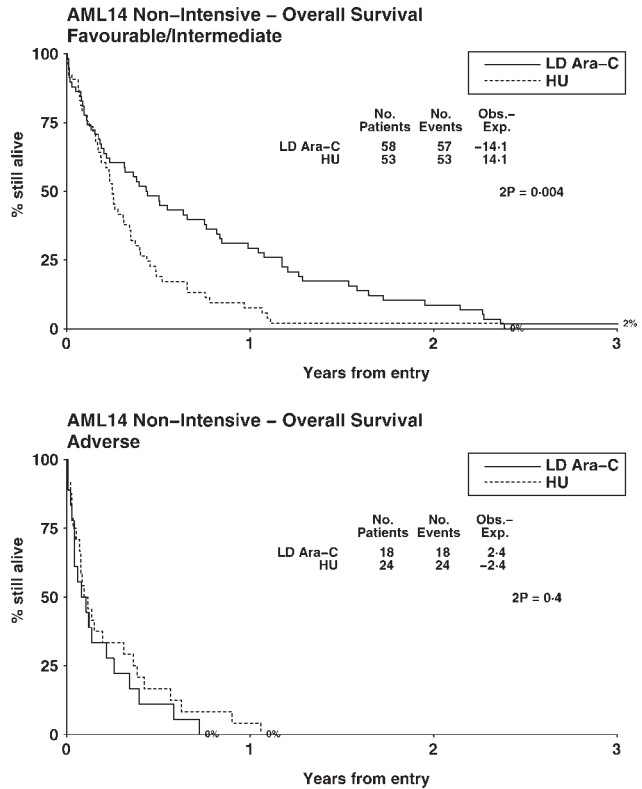 AML14 Non−Intensive − Overall Survival
Favourable/Intermediate
LD Ara−C
HU
No. No. Obs.−
Patients Events Exp.
LD Ara−C 58 57 −14·1
HU 53 53 14·1
2P = 0·004
% still alive
100
75
50
25
0
0%
2%
0 1 2 3
Years from entry
AML14 Non−Intensive − Overall Survival
Adverse
LD Ara−C
HU
No. No. Obs.−
Patients Events Exp.
LD Ara−C 18 18 2·4
HU 24 24 −2·4
2P = 0·4
% still alive
100
75
50
25
0
0% 0%
0 1 2 3
Years from entry